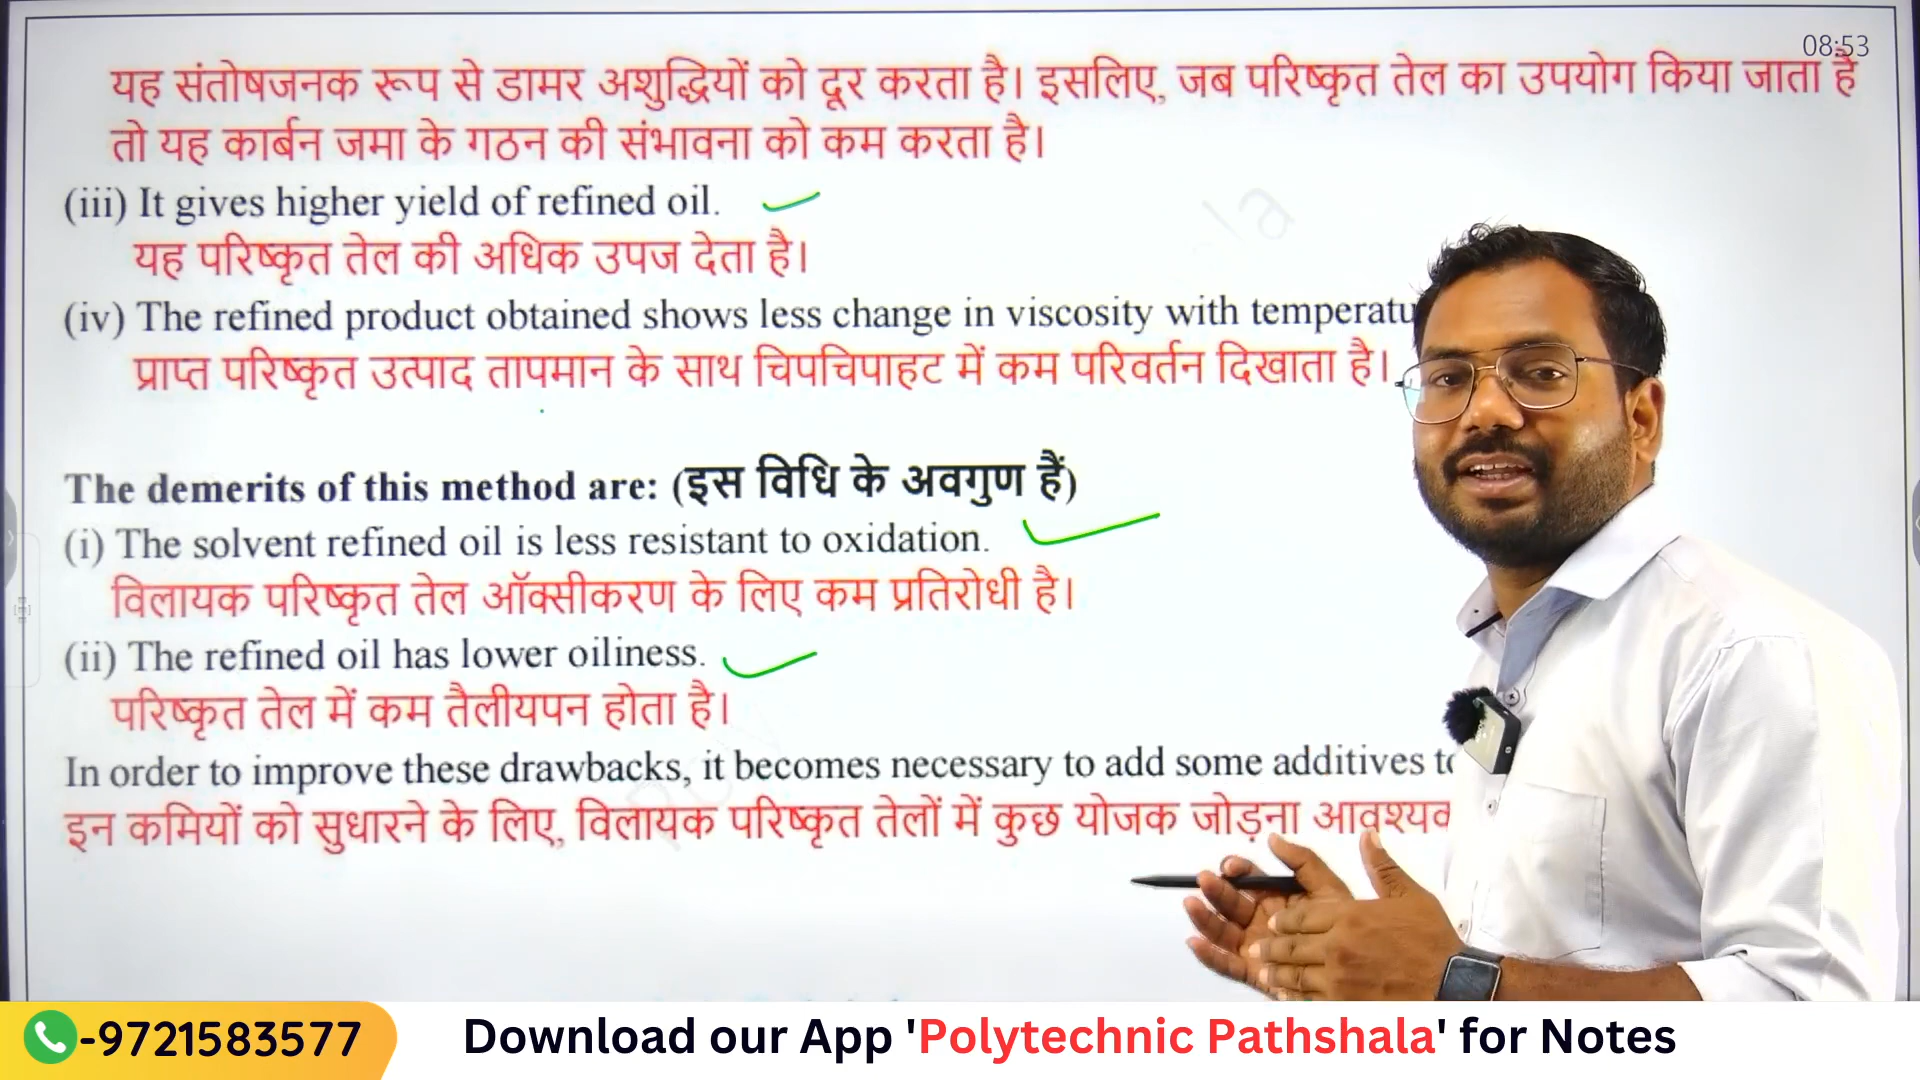 08:53
यह संतोषजनक रूप से डामर अशुद्धियों को दूर करता है। इसलिए, जब परिष्कृत तेल का उपयोग किया जाता है
तो यह कार्बन जमा के गठन की संभावना को कम करता है।
(iii) It gives higher yield of refined oil.
यह परिष्कृत तेल की अधिक उपज देता है।
(iv) The refined product obtained shows less change in viscosity with temperatu
प्राप्त परिष्कृत उत्पाद तापमान के साथ चिपचिपाहट में कम परिवर्तन दिखाता है।
The demerits of this method are: (इस विधि के अवगुण हैं)
(i) The solvent refined oil is less resistant to oxidation.
विलायक परिष्कृत तेल ऑक्सीकरण के लिए कम प्रतिरोधी है।
(ii) The refined oil has lower oiliness.
परिष्कृत तेल में कम तैलीयपन होता है।
In order to improve these drawbacks, it becomes necessary to add some additives to
इन कमियों को सुधारने के लिए, विलायक परिष्कृत तेलों में कुछ योजक जोड़ना
-9721583577
Download our App 'Polytechnic Pathshala' for Notes